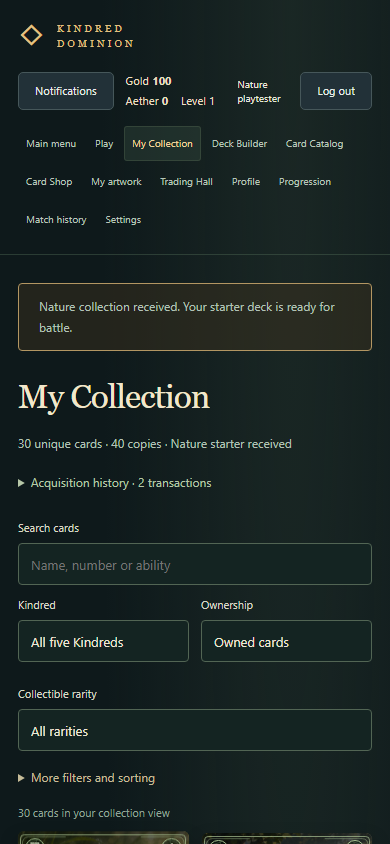 KINDRED
DOMINION
Notifications
Gold 100
Aether 0 Level 1
Nature
playtester
Log out
Main menu Play My Collection Deck Builder Card Catalog
Card Shop My artwork Trading Hall Profile Progression
Match history Settings
Nature collection received. Your starter deck is ready for
battle.
My Collection
30 unique cards · 40 copies · Nature starter received
Acquisition history · 2 transactions
Search cards
Name, number or ability
Kindred Ownership
All five Kindreds Owned cards
Collectible rarity
All rarities
More filters and sorting
30 cards in your collection view